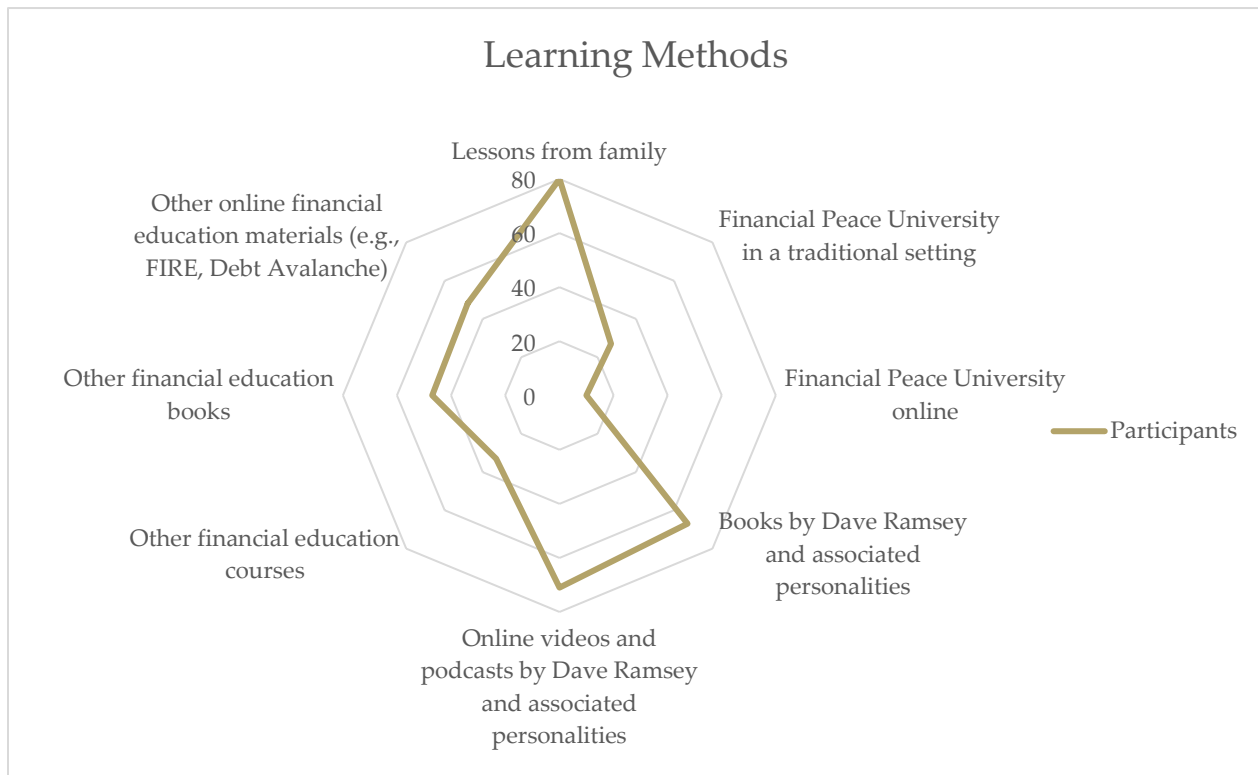 Learning Methods
Lessons from family
80
60
40
20
0
Financial Peace University
in a traditional setting
Financial Peace University
online
Books by Dave Ramsey
and associated
personalities
Online videos and
podcasts by Dave Ramsey
and associated
personalities
Other financial education
courses
Other financial education
books
Other online financial
education materials (e.g.,
FIRE, Debt Avalanche)
Participants